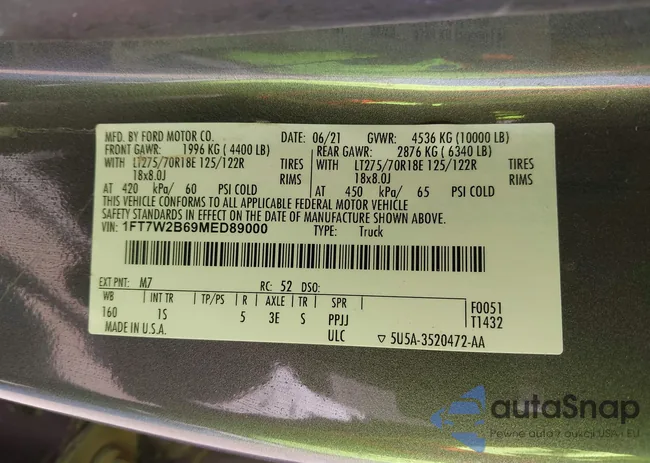 MFD. BY FORD MOTOR CO. DATE: 06/21 GVWR: 4536 KG (10000 LB)
FRONT GAWR: 1996 KG ( 4400 LB) REAR GAWR: 2876 KG ( 6340 LB)
WITH LT275/70R18E 125/122R TIRES WITH LT275/70R18E 125/122R TIRES
18x8.0J RIMS 18x8.0J RIMS
AT 420 kPa/ 60 PSI COLD AT 450 kPa/ 65 PSI COLD
THIS VEHICLE CONFORMS TO ALL APPLICABLE FEDERAL MOTOR VEHICLE
SAFETY STANDARDS IN EFFECT ON THE DATE OF MANUFACTURE SHOWN ABOVE.
VIN: 1FT7W2B69MED89000 TYPE: Truck
EXT PNT: M7 RC: 52 DSO:
WB INT TR TP/PS R AXLE TR SPR F0051
160 1S 5 3E S PPJJ T1432
MADE IN U.S.A. ULC ▽ 5U5A-3520472-AA
autoSnap
Pewne auto z aukcji USA i EU